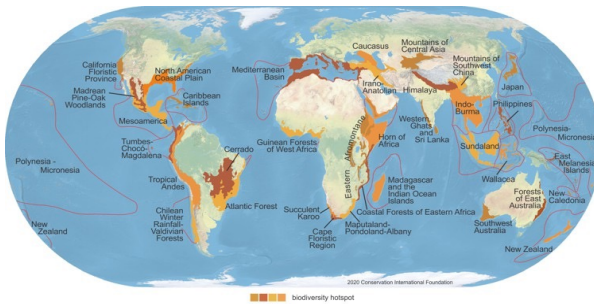 California
Floristic
Province
North American
Coastal Plain
Madrean
Pine-Oak
Woodlands
Caribbean
Islands
Mesoamerica
Tumbes-
Choco-
Magdalena
Cerrado
Tropical
Andes
Atlantic Forest
Chilean
Winter
Rainfall-
Valdivian
Forests
Polynesia -
Micronesia
New
Zealand
Mediterranean
Basin
Caucasus
Irano-
Anatolian
Mountains of
Central Asia
Mountains of
Southwest
China
Himalaya
Japan
Indo-
Burma
Philippines
Western
Ghats
and
Sri Lanka
Guinean Forests
of West Africa
Eastern Afromontane
Horn of
Africa
Sundaland
Wallacea
Polynesia-
Micronesia
East
Melanesian
Islands
Madagascar
and the
Indian Ocean
Islands
Coastal Forests of Eastern Africa
Succulent
Karoo
Cape
Floristic
Region
Maputaland-
Pondoland-Albany
Forests
of East
Australia
New
Caledonia
Southwest
Australia
New Zealand
2020 Conservation International Foundation
biodiversity hotspot